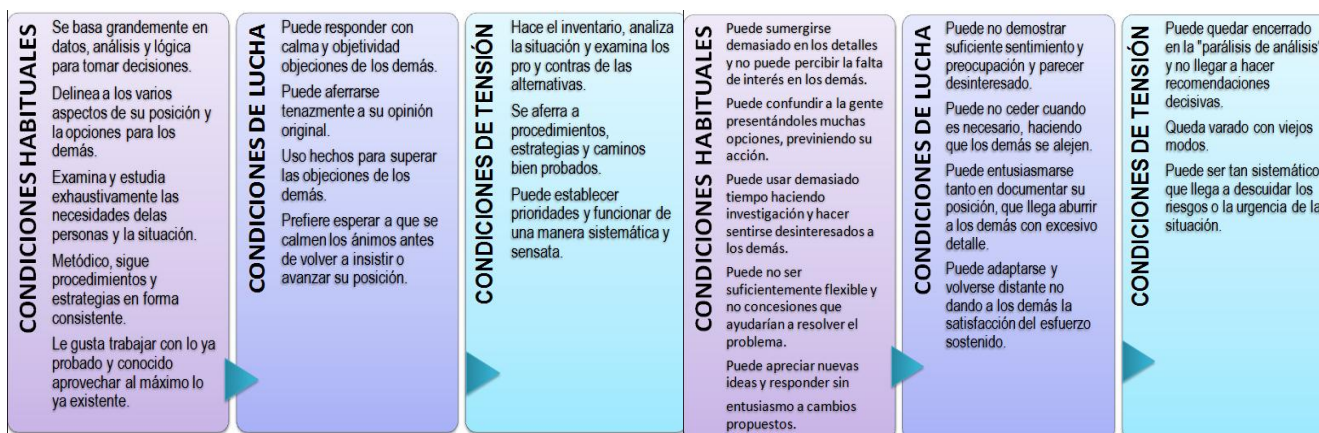 CONDICIONES HABITUALES
Se basa grandemente en
datos, análisis y lógica
para tomar decisiones.
Delinea a los varios
aspectos de su posición y
la opciones para los
demás.
Examina y estudia
exhaustivamente las
necesidades delas
personas y la situación.
Metódico, sigue
procedimientos y
estrategias en forma
consistente.
Le gusta trabajar con lo ya
probado y conocido
aprovechar al máximo lo
ya existente.
CONDICIONES DE LUCHA
Puede responder con
calma y objetividad
objeciones de los demás.
Puede aferrarse
tenazmente a su opinión
original.
Uso hechos para superar
las objeciones de los
demás.
Prefiere esperar a que se
calmen los ánimos antes
de volver a insistir o
avanzar su posición.
CONDICIONES DE TENSIÓN
Hace el inventario, analiza
la situación y examina los
pro y contras de las
alternativas.
Se aferra a
procedimientos,
estrategias y caminos
bien probados.
Puede establecer
prioridades y funcionar de
una manera sistemática y
sensata.
CONDICIONES HABITUALES
Puede sumergirse
demasiado en los detalles
y no puede percibir la falta
de interés en los demás.
Puede confundir a la gente
presentándoles muchas
opciones, previniendo su
acción.
Puede usar demasiado
tiempo haciendo
investigación y hacer
sentirse desinteresados a
los demás.
Puede no ser
suficientemente flexible y
no concesiones que
ayudarían a resolver el
problema.
Puede apreciar nuevas
ideas y responder sin
entusiasmo a cambios
propuestos.
CONDICIONES DE LUCHA
Puede no demostrar
suficiente sentimiento y
preocupación y parecer
desinteresado.
Puede no ceder cuando
es necesario, haciendo
que los demás se alejen.
Puede entusiasmarse
tanto en documentar su
posición, que llega aburrir
a los demás con excesivo
detalle.
Puede adaptarse y
volverse distante no
dando a los demás la
satisfacción del esfuerzo
sostenido.
CONDICIONES DE TENSIÓN
Puede quedar encerrado
en la "parálisis de análisis"
y no llegar a hacer
recomendaciones
decisivas.
Queda varado con viejos
modos.
Puede ser tan sistemático
que llega a descuidar los
riesgos o la urgencia de la
situación.